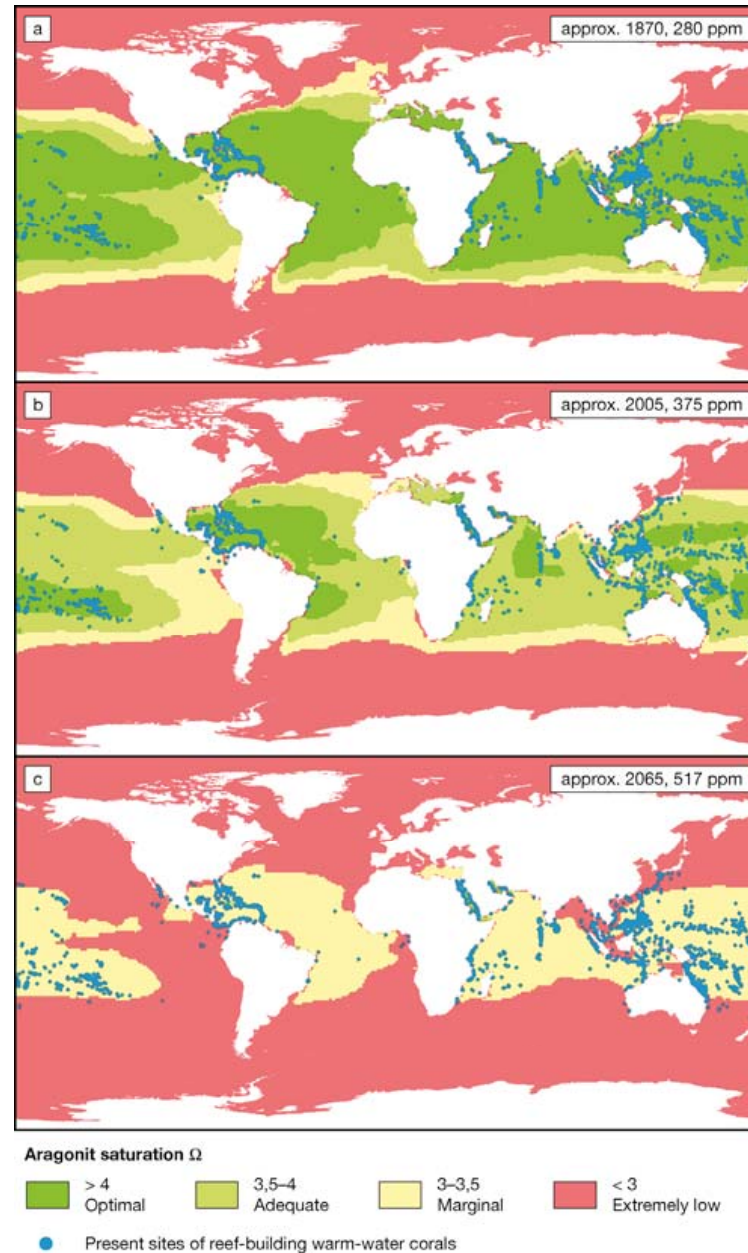 a
approx. 1870, 280 ppm
b
approx. 2005, 375 ppm
c
approx. 2065, 517 ppm
Aragonit saturation Ω
> 4
Optimal
3,5–4
Adequate
3–3,5
Marginal
< 3
Extremely low
Present sites of reef-building warm-water corals